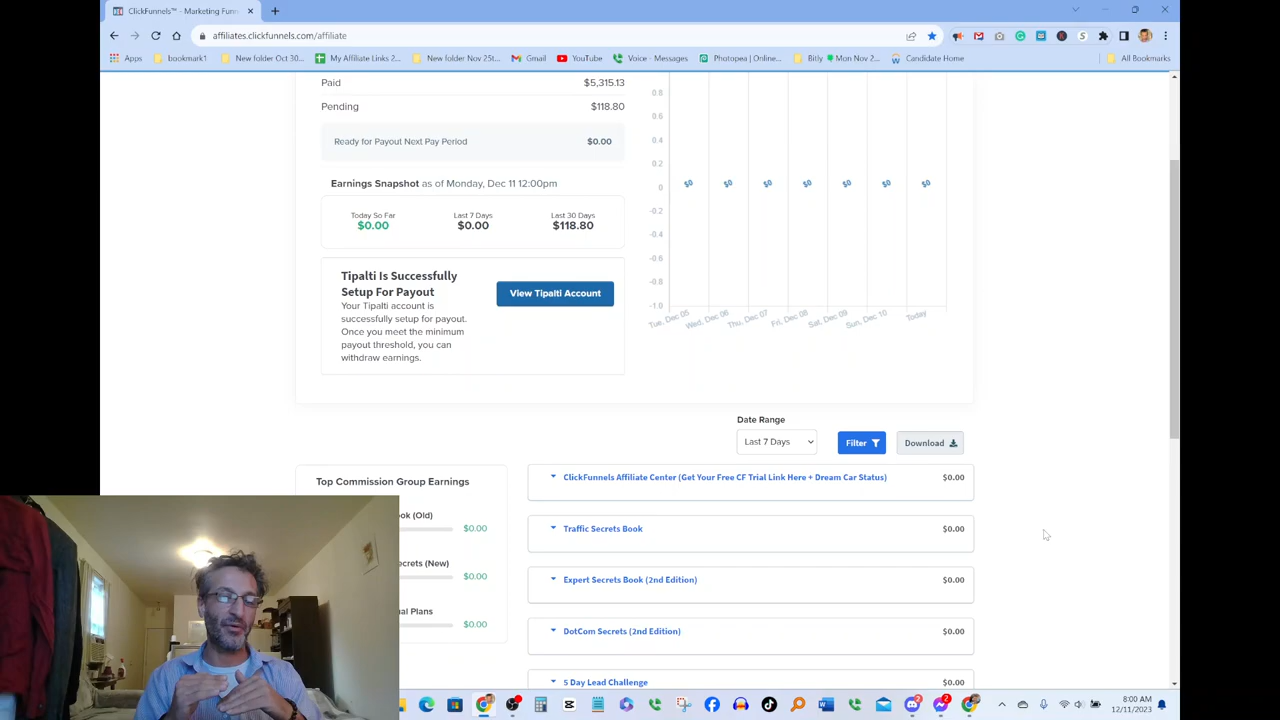 ClickFunnels™ - Marketing Funn
affiliates.clickfunnels.com/affiliate
Apps bookmark1 New folder Oct 30... My Affiliate Links 2... New folder Nov 25t... Gmail YouTube Voice - Messages Photopea | Online... Bitly Mon Nov 2... Candidate Home All Bookmarks
Paid $5,315.13
Pending $118.80
Ready for Payout Next Pay Period $0.00
Earnings Snapshot as of Monday, Dec 11 12:00pm
Today So Far Last 7 Days Last 30 Days
$0.00 $0.00 $118.80
Tipalti Is Successfully
Setup For Payout
Your Tipalti account is
successfully setup for payout.
Once you meet the minimum
payout threshold, you can
withdraw earnings.
View Tipalti Account
0.8
0.6
0.4
0.2
0
-0.2
-0.4
-0.6
-0.8
-1.0
$0 $0 $0 $0 $0 $0 $0
Tue, Dec 05 Wed, Dec 06 Thu, Dec 07 Fri, Dec 08 Sat, Dec 09 Sun, Dec 10 Today
Date Range
Last 7 Days Filter Download
Top Commission Group Earnings
ok (Old)
$0.00
ecrets (New)
$0.00
ual Plans
$0.00
ClickFunnels Affiliate Center (Get Your Free CF Trial Link Here + Dream Car Status) $0.00
Traffic Secrets Book $0.00
Expert Secrets Book (2nd Edition) $0.00
DotCom Secrets (2nd Edition) $0.00
5 Day Lead Challenge $0.00
8:00 AM
12/11/2023